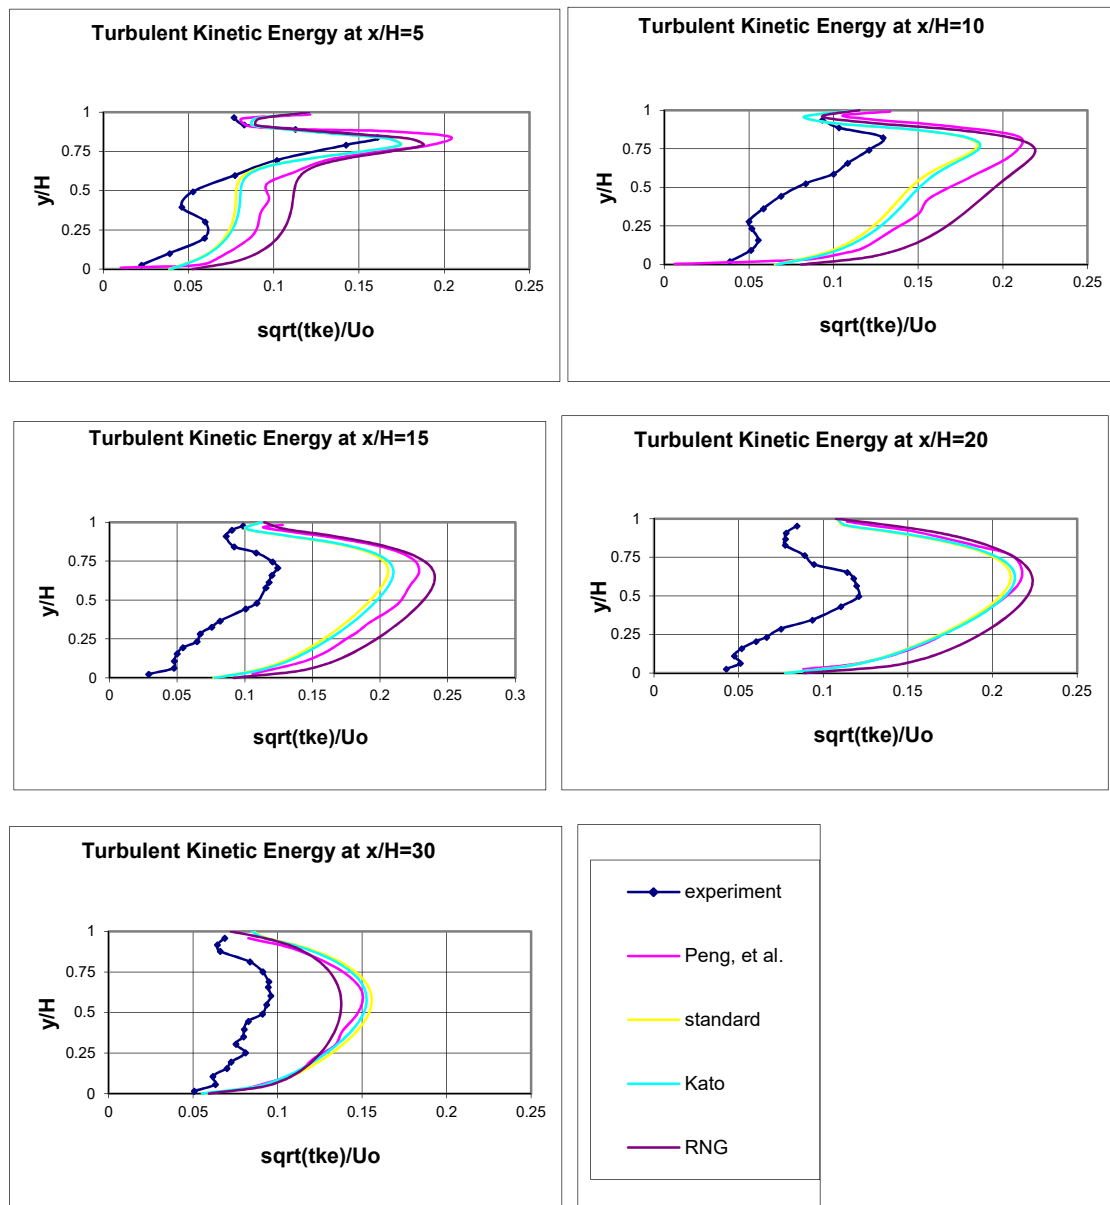 Turbulent Kinetic Energy at x/H=5
1
0.75
0.5
0.25
0
y/H
0 0.05 0.1 0.15 0.2 0.25
sqrt(tke)/Uo
Turbulent Kinetic Energy at x/H=10
1
0.75
0.5
0.25
0
y/H
0 0.05 0.1 0.15 0.2 0.25
sqrt(tke)/Uo
Turbulent Kinetic Energy at x/H=15
1
0.75
0.5
0.25
0
y/H
0 0.05 0.1 0.15 0.2 0.25 0.3
sqrt(tke)/Uo
Turbulent Kinetic Energy at x/H=20
1
0.75
0.5
0.25
0
y/H
0 0.05 0.1 0.15 0.2 0.25
sqrt(tke)/Uo
Turbulent Kinetic Energy at x/H=30
1
0.75
0.5
0.25
0
y/H
0 0.05 0.1 0.15 0.2 0.25
sqrt(tke)/Uo
experiment
Peng, et al.
standard
Kato
RNG